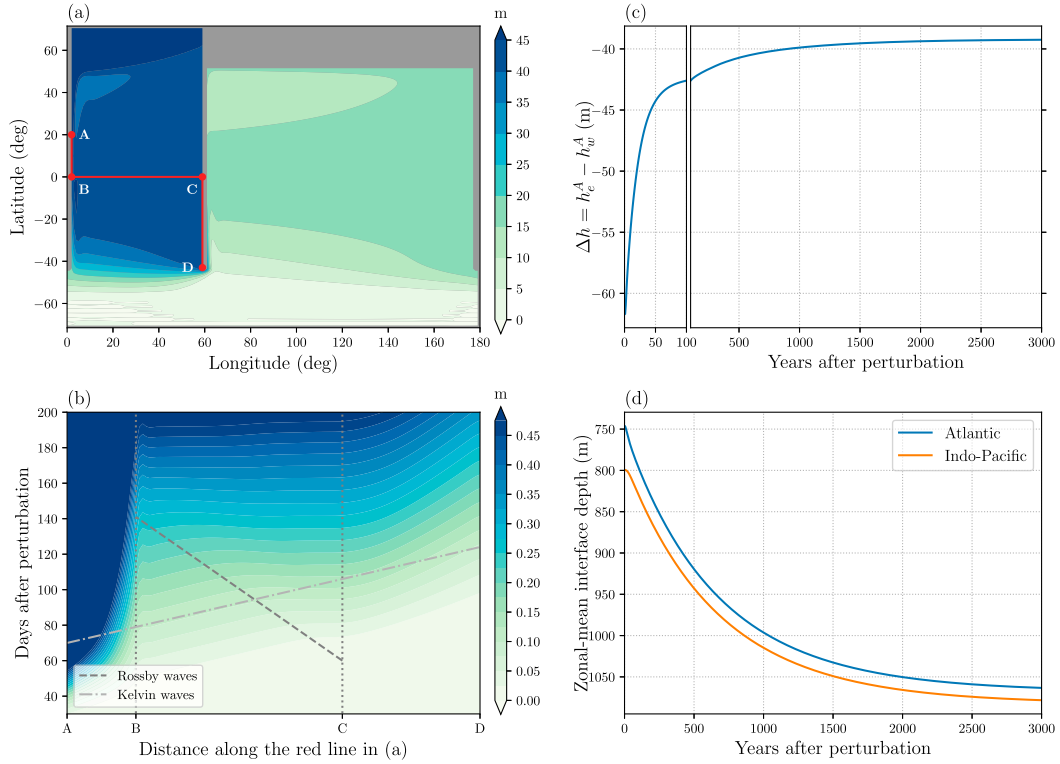 (a)
m
60
40
20
0
−20
−40
−60
Latitude (deg)
A
B
C
D
0 20 40 60 80 100 120 140 160 180
Longitude (deg)
45
40
35
30
25
20
15
10
5
0
(c)
−40
−45
−50
−55
−60
Δh = h_e^A − h_w^A (m)
0 50 100 500 1000 1500 2000 2500 3000
Years after perturbation
(b)
m
200
180
160
140
120
100
80
60
40
Days after perturbation
Rossby waves
Kelvin waves
A B C D
Distance along the red line in (a)
0.45
0.40
0.35
0.30
0.25
0.20
0.15
0.10
0.05
0.00
(d)
750
800
850
900
950
1000
1050
Zonal-mean interface depth (m)
Atlantic
Indo-Pacific
0 500 1000 1500 2000 2500 3000
Years after perturbation